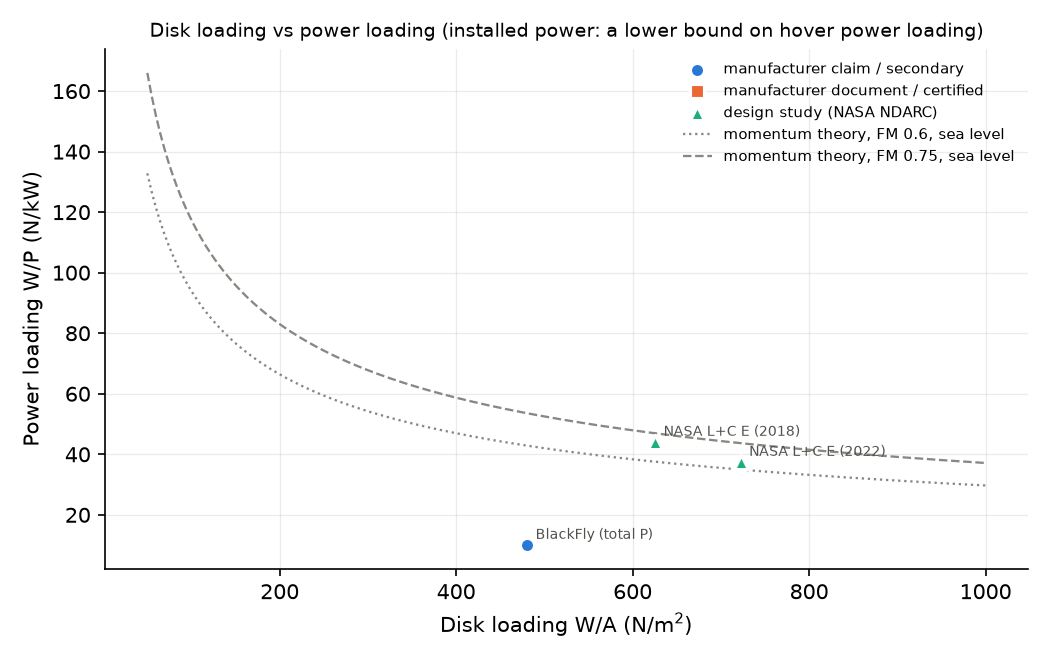 Disk loading vs power loading (installed power: a lower bound on hover power loading)
manufacturer claim / secondary
manufacturer document / certified
design study (NASA NDARC)
momentum theory, FM 0.6, sea level
momentum theory, FM 0.75, sea level
Power loading W/P (N/kW)
160
140
120
100
80
60
40
20
NASA L+C E (2018)
NASA L+C E (2022)
BlackFly (total P)
200 400 600 800 1000
Disk loading W/A (N/m²)